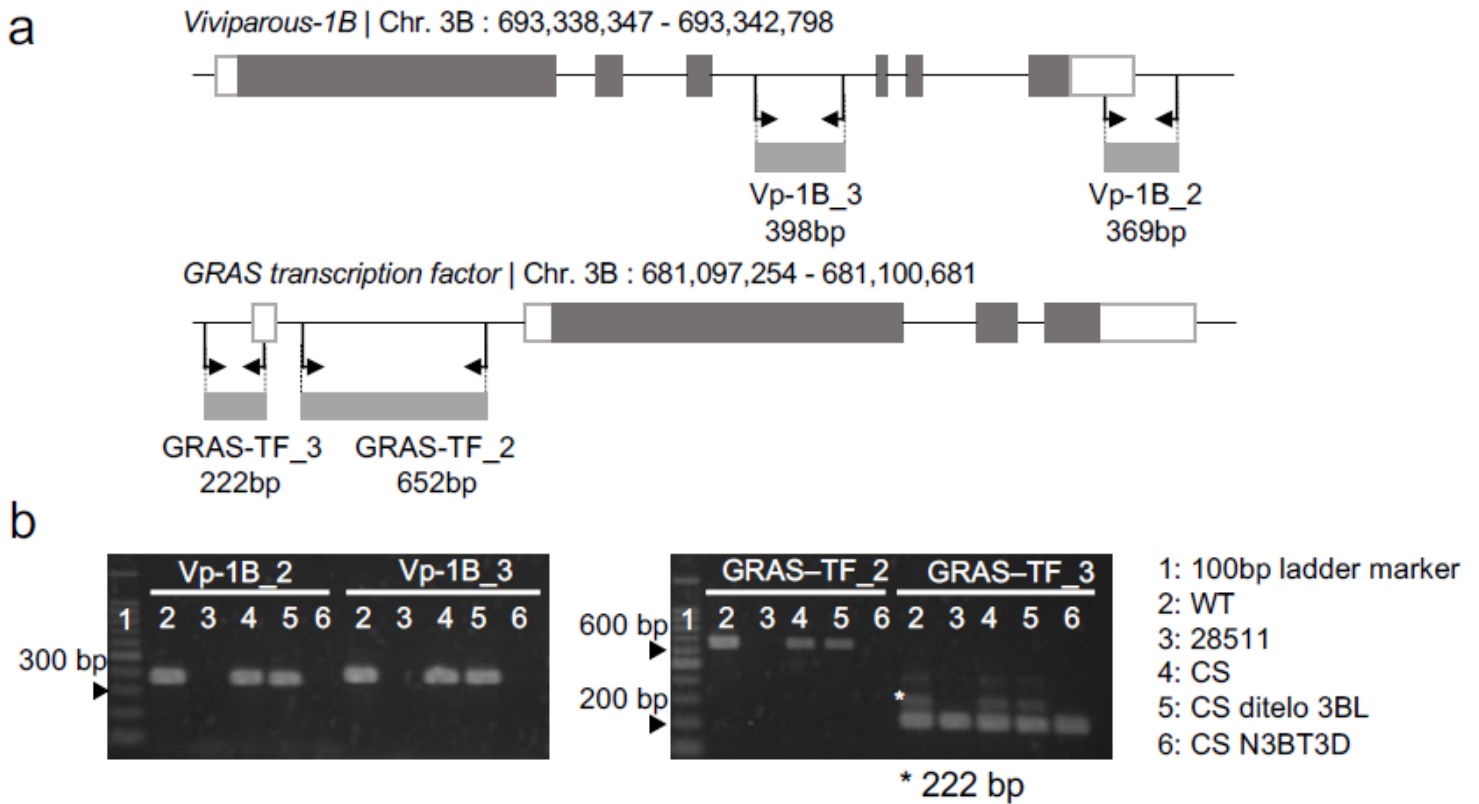 a
Viviparous-1B | Chr. 3B : 693,338,347 - 693,342,798
Vp-1B_3
398bp
Vp-1B_2
369bp
GRAS transcription factor | Chr. 3B : 681,097,254 - 681,100,681
GRAS-TF_3
222bp
GRAS-TF_2
652bp
b
Vp-1B_2
Vp-1B_3
1 2 3 4 5 6 2 3 4 5 6
300 bp
GRAS–TF_2
GRAS–TF_3
600 bp
1 2 3 4 5 6 2 3 4 5 6
200 bp
*
* 222 bp
1: 100bp ladder marker
2: WT
3: 28511
4: CS
5: CS ditelo 3BL
6: CS N3BT3D